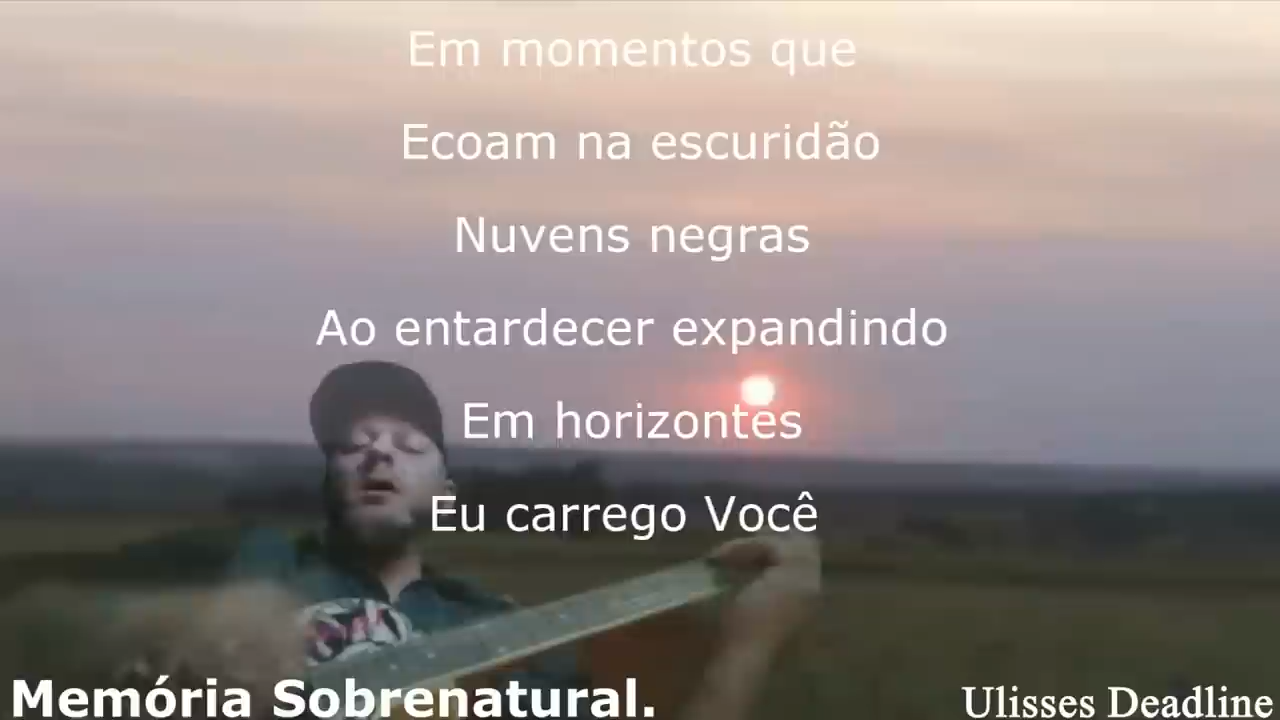 Em momentos que
Ecoam na escuridão
Nuvens negras
Ao entardecer expandindo
Em horizontes
Eu carrego Você
Memória Sobrenatural.
Ulisses Deadline